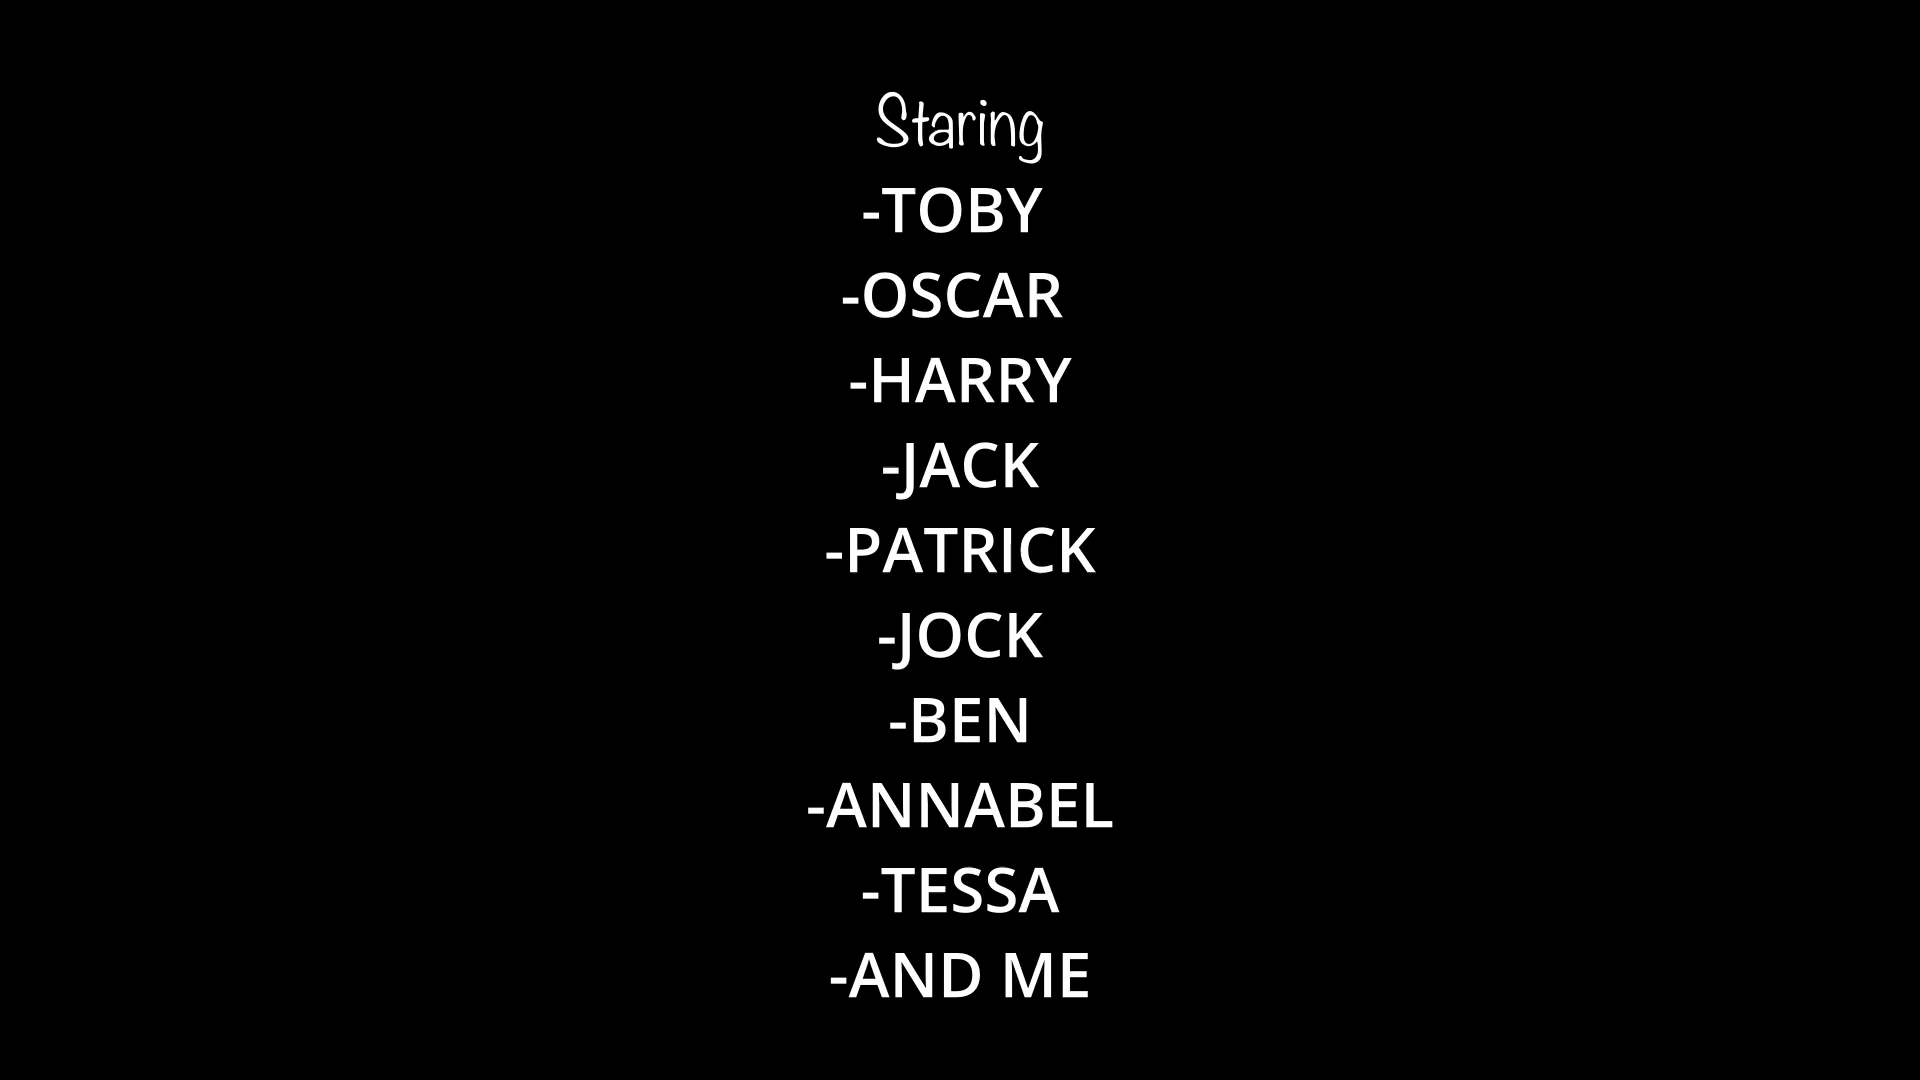 Staring
-TOBY
-OSCAR
-HARRY
-JACK
-PATRICK
-JOCK
-BEN
-ANNABEL
-TESSA
-AND ME